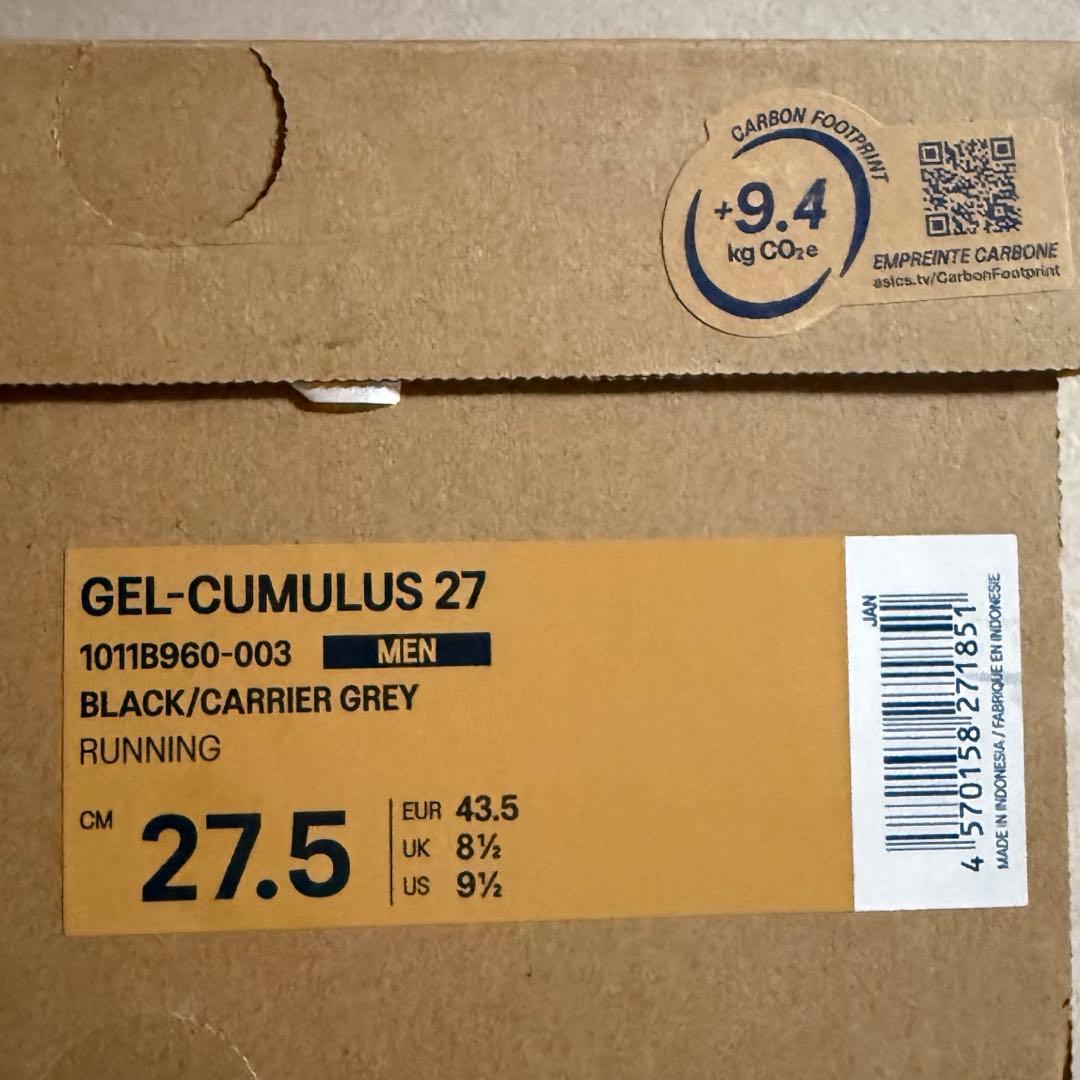 CARBON FOOTPRINT
+9.4
kg CO₂e
EMPREINTE CARBONE
asics.tv/CarbonFootprint
GEL-CUMULUS 27
1011B960-003 MEN
BLACK/CARRIER GREY
RUNNING
CM 27.5
EUR 43.5
UK 8½
US 9½
JAN
4 570158 271851
MADE IN INDONESIA / FABRIQUE EN INDONESIE